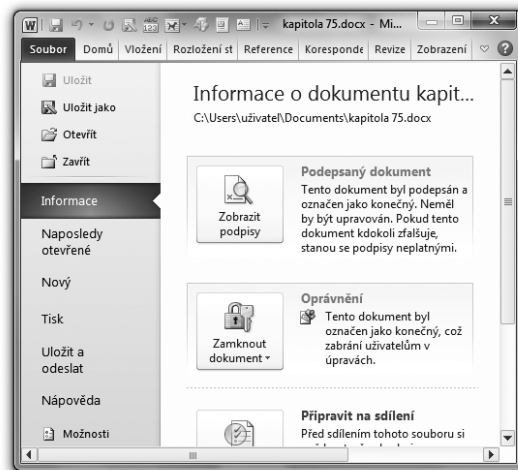 kapitola 75.docx - Mi...
Soubor Domů Vložení Rozložení st Reference Koresponde Revize Zobrazení
Uložit
Uložit jako
Otevřít
Zavřít
Informace
Naposledy
otevřené
Nový
Tisk
Uložit a
odeslat
Nápověda
Možnosti
Informace o dokumentu kapit...
C:\Users\uživatel\Documents\kapitola 75.docx
Zobrazit
podpisy
Podepsaný dokument
Tento dokument byl podepsán a
označen jako konečný. Neměl
by být upravován. Pokud tento
dokument kdokoli zfalšuje,
stanou se podpisy neplatnými.
Zamknout
dokument
Oprávnění
Tento dokument byl
označen jako konečný, což
zabrání uživatelům v
úpravách.
Připravit na sdílení
Před sdílením tohoto souboru si